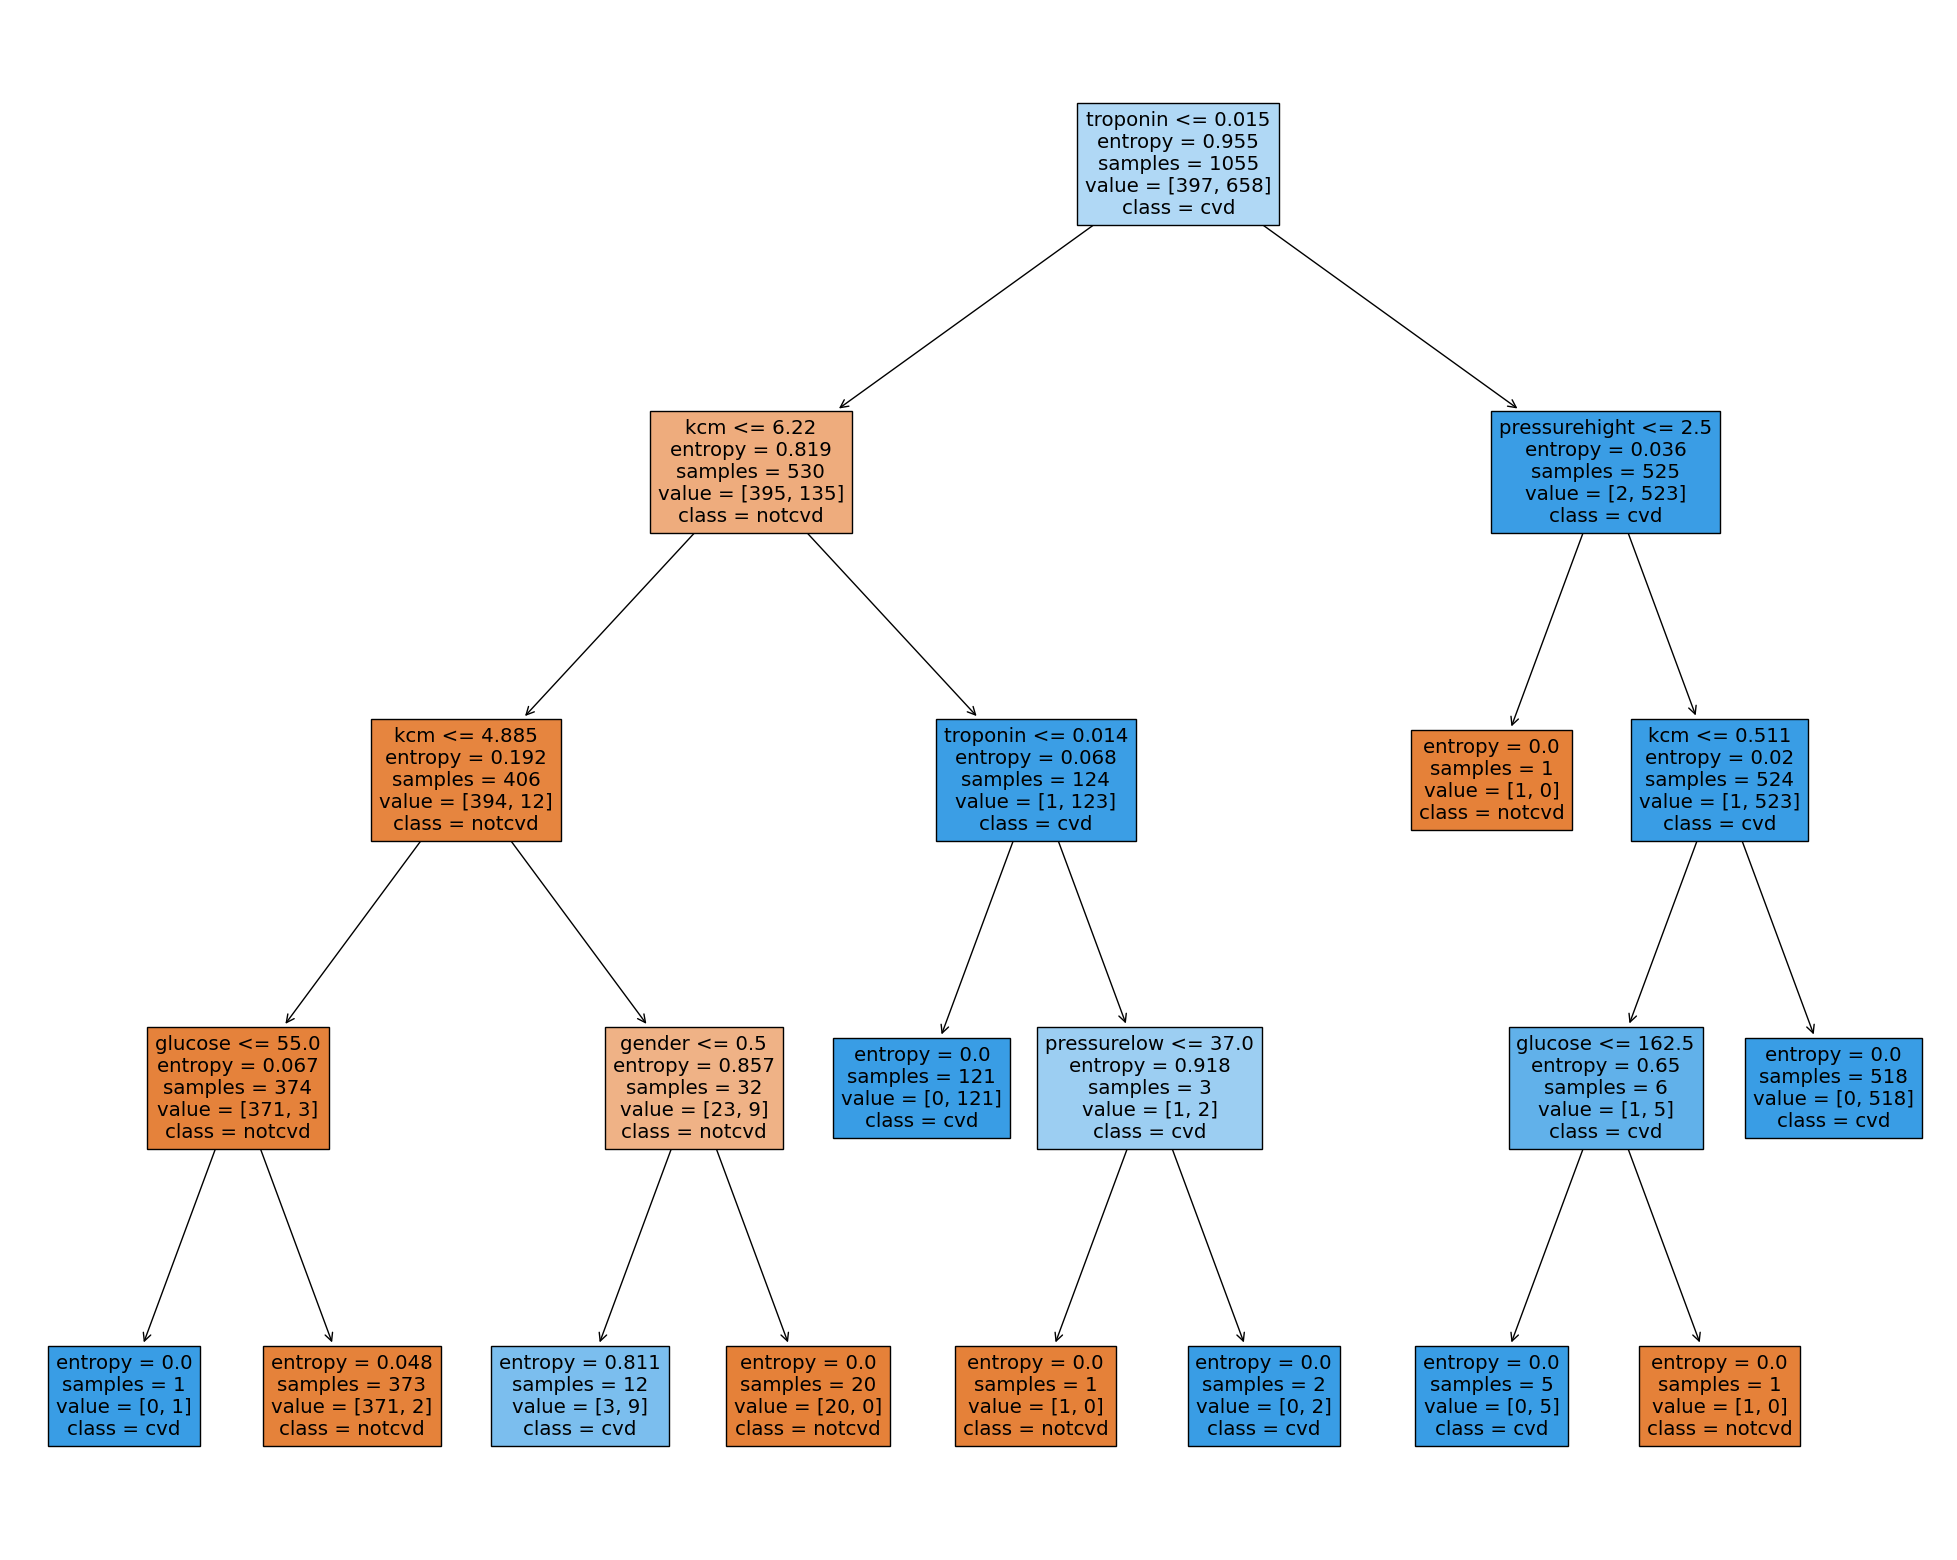 troponin <= 0.015
entropy = 0.955
samples = 1055
value = [397, 658]
class = cvd
kcm <= 6.22
entropy = 0.819
samples = 530
value = [395, 135]
class = notcvd
pressurehight <= 2.5
entropy = 0.036
samples = 525
value = [2, 523]
class = cvd
kcm <= 4.885
entropy = 0.192
samples = 406
value = [394, 12]
class = notcvd
troponin <= 0.014
entropy = 0.068
samples = 124
value = [1, 123]
class = cvd
entropy = 0.0
samples = 1
value = [1, 0]
class = notcvd
kcm <= 0.511
entropy = 0.02
samples = 524
value = [1, 523]
class = cvd
glucose <= 55.0
entropy = 0.067
samples = 374
value = [371, 3]
class = notcvd
gender <= 0.5
entropy = 0.857
samples = 32
value = [23, 9]
class = notcvd
entropy = 0.0
samples = 121
value = [0, 121]
class = cvd
pressurelow <= 37.0
entropy = 0.918
samples = 3
value = [1, 2]
class = cvd
glucose <= 162.5
entropy = 0.65
samples = 6
value = [1, 5]
class = cvd
entropy = 0.0
samples = 518
value = [0, 518]
class = cvd
entropy = 0.0
samples = 1
value = [0, 1]
class = cvd
entropy = 0.048
samples = 373
value = [371, 2]
class = notcvd
entropy = 0.811
samples = 12
value = [3, 9]
class = cvd
entropy = 0.0
samples = 20
value = [20, 0]
class = notcvd
entropy = 0.0
samples = 1
value = [1, 0]
class = notcvd
entropy = 0.0
samples = 2
value = [0, 2]
class = cvd
entropy = 0.0
samples = 5
value = [0, 5]
class = cvd
entropy = 0.0
samples = 1
value = [1, 0]
class = notcvd